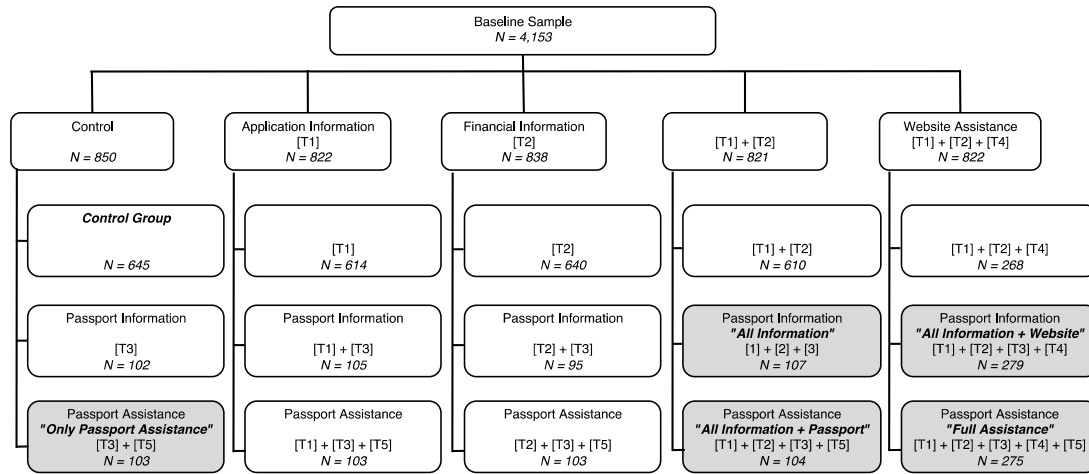 Baseline Sample
N = 4,153
Control
N = 850
Application Information
[T1]
N = 822
Financial Information
[T2]
N = 838
[T1] + [T2]
N = 821
Website Assistance
[T1] + [T2] + [T4]
N = 822
Control Group
N = 645
[T1]
N = 614
[T2]
N = 640
[T1] + [T2]
N = 610
[T1] + [T2] + [T4]
N = 268
Passport Information
[T3]
N = 102
Passport Information
[T1] + [T3]
N = 105
Passport Information
[T2] + [T3]
N = 95
Passport Information
"All Information"
[1] + [2] + [3]
N = 107
Passport Information
"All Information + Website"
[T1] + [T2] + [T3] + [T4]
N = 279
Passport Assistance
"Only Passport Assistance"
[T3] + [T5]
N = 103
Passport Assistance
[T1] + [T3] + [T5]
N = 103
Passport Assistance
[T2] + [T3] + [T5]
N = 103
Passport Assistance
"All Information + Passport"
[T1] + [T2] + [T3] + [T5]
N = 104
Passport Assistance
"Full Assistance"
[T1] + [T2] + [T3] + [T4] + [T5]
N = 275